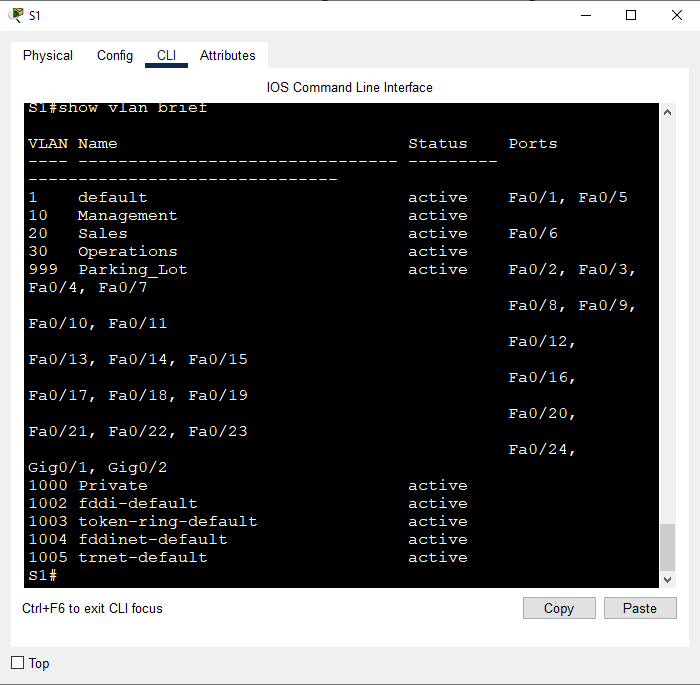 S1
Physical Config CLI Attributes
IOS Command Line Interface
S1#show vlan brief
VLAN Name                             Status    Ports
---- -------------------------------- ---------
-------------------------------
1    default                          active    Fa0/1, Fa0/5
10   Management                       active
20   Sales                            active    Fa0/6
30   Operations                       active
999  Parking_Lot                      active    Fa0/2, Fa0/3,
Fa0/4, Fa0/7
                                                Fa0/8, Fa0/9,
Fa0/10, Fa0/11
                                                Fa0/12,
Fa0/13, Fa0/14, Fa0/15
                                                Fa0/16,
Fa0/17, Fa0/18, Fa0/19
                                                Fa0/20,
Fa0/21, Fa0/22, Fa0/23
                                                Fa0/24,
Gig0/1, Gig0/2
1000 Private                          active
1002 fddi-default                     active
1003 token-ring-default               active
1004 fddinet-default                  active
1005 trnet-default                    active
S1#
Ctrl+F6 to exit CLI focus Copy Paste
Top